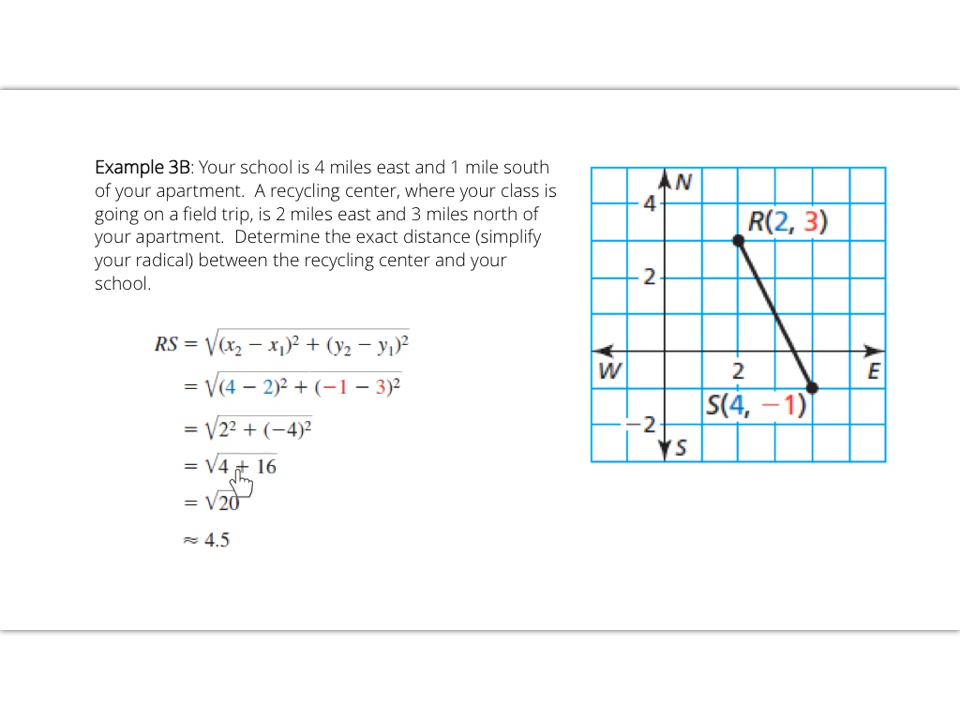 Example 3B: Your school is 4 miles east and 1 mile south
of your apartment. A recycling center, where your class is
going on a field trip, is 2 miles east and 3 miles north of
your apartment. Determine the exact distance (simplify
your radical) between the recycling center and your
school.
RS = √(x₂ − x₁)² + (y₂ − y₁)²
= √(4 − 2)² + (−1 − 3)²
= √2² + (−4)²
= √4 + 16
= √20
≈ 4.5
N
4
R(2, 3)
2
W
2
E
S(4, −1)
−2
S